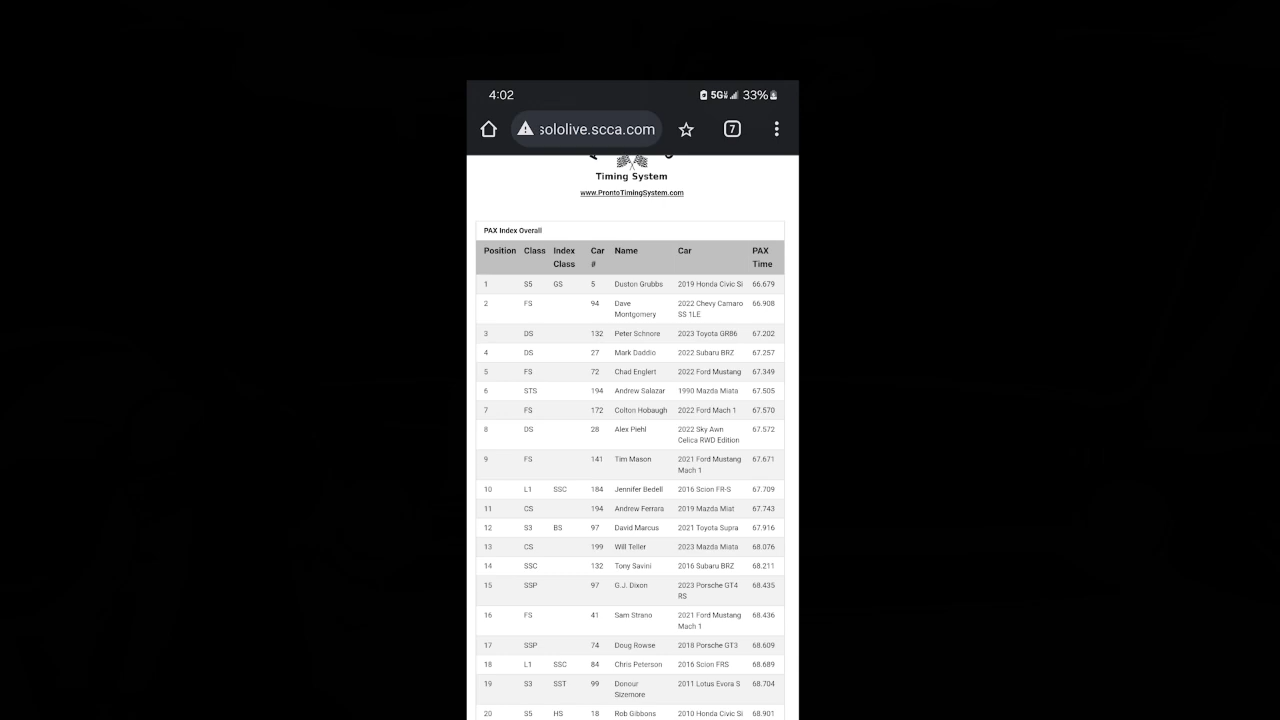 4:02 5G 33%
sololive.scca.com 7
Timing System
www.ProntoTimingSystem.com
PAX Index Overall
Position Class Index Class Car # Name Car PAX Time
1 S5 GS 5 Duston Grubbs 2019 Honda Civic Si 66.679
2 FS 94 Dave Montgomery 2022 Chevy Camaro SS 1LE 66.908
3 DS 132 Peter Schnore 2023 Toyota GR86 67.202
4 DS 27 Mark Daddio 2022 Subaru BRZ 67.257
5 FS 72 Chad Englert 2022 Ford Mustang 67.349
6 STS 194 Andrew Salazar 1990 Mazda Miata 67.505
7 FS 172 Colton Hobaugh 2022 Ford Mach 1 67.570
8 DS 28 Alex Piehl 2022 Sky Awn Celica RWD Edition 67.572
9 FS 141 Tim Mason 2021 Ford Mustang Mach 1 67.671
10 L1 SSC 184 Jennifer Bedell 2016 Scion FR-S 67.709
11 CS 194 Andrew Ferrara 2019 Mazda Miat 67.743
12 S3 BS 97 David Marcus 2021 Toyota Supra 67.916
13 CS 199 Will Teller 2023 Mazda Miata 68.076
14 SSC 132 Tony Savini 2016 Subaru BRZ 68.211
15 SSP 97 G.J. Dixon 2023 Porsche GT4 RS 68.435
16 FS 41 Sam Strano 2021 Ford Mustang Mach 1 68.436
17 SSP 74 Doug Rowse 2018 Porsche GT3 68.609
18 L1 SSC 84 Chris Peterson 2016 Scion FRS 68.689
19 S3 SST 99 Donour Sizemore 2011 Lotus Evora S 68.704
20 S5 HS 18 Rob Gibbons 2010 Honda Civic Si 68.901